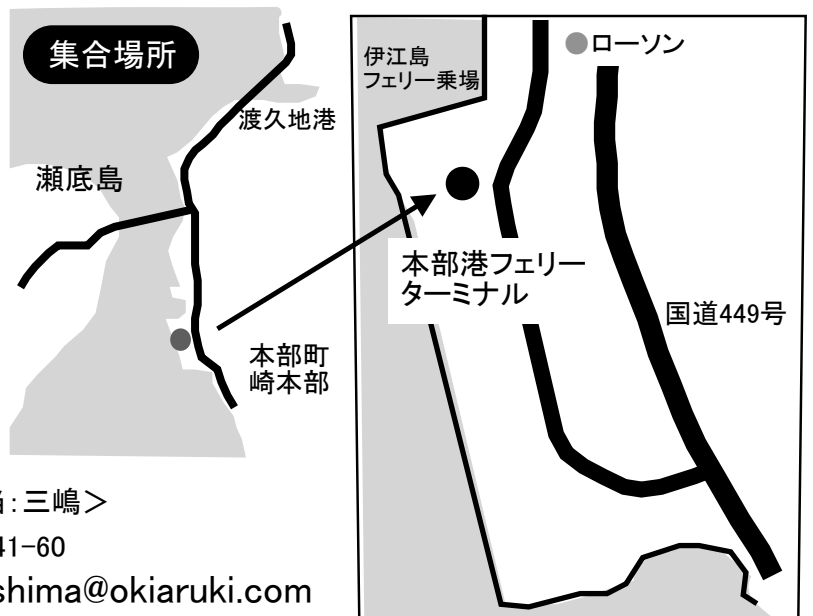 集合場所
渡久地港
瀬底島
本部町
崎本部
伊江島
フェリー乗場
ローソン
本部港フェリー
ターミナル
国道449号
:三嶋>
41-60
shima@okiaruki.com